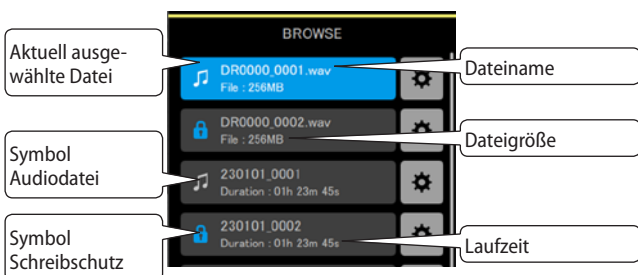 BROWSE
Aktuell ausge-
wählte Datei
DR0000_0001.wav
File : 256MB
Dateiname
DR0000_0002.wav
File : 256MB
Dateigröße
Symbol
Audiodatei
230101_0001
Duration : 01h 23m 45s
Symbol
Schreibschutz
230101_0002
Duration : 01h 23m 45s
Laufzeit